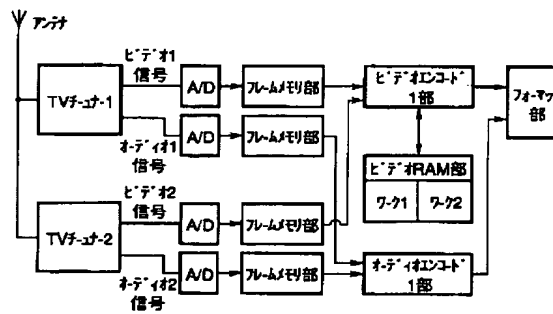 アンテナ
ビデオ1
信号
A/D
フレームメモリ部
ビデオエンコード
1部
フォーマッ
部
TVチューナ-1
A/D
フレームメモリ部
オーディオ1
信号
ビデオRAM部
ワーク1
ワーク2
ビデオ2
信号
A/D
フレームメモリ部
TVチューナ-2
A/D
フレームメモリ部
オーディオエンコード
1部
オーディオ2
信号